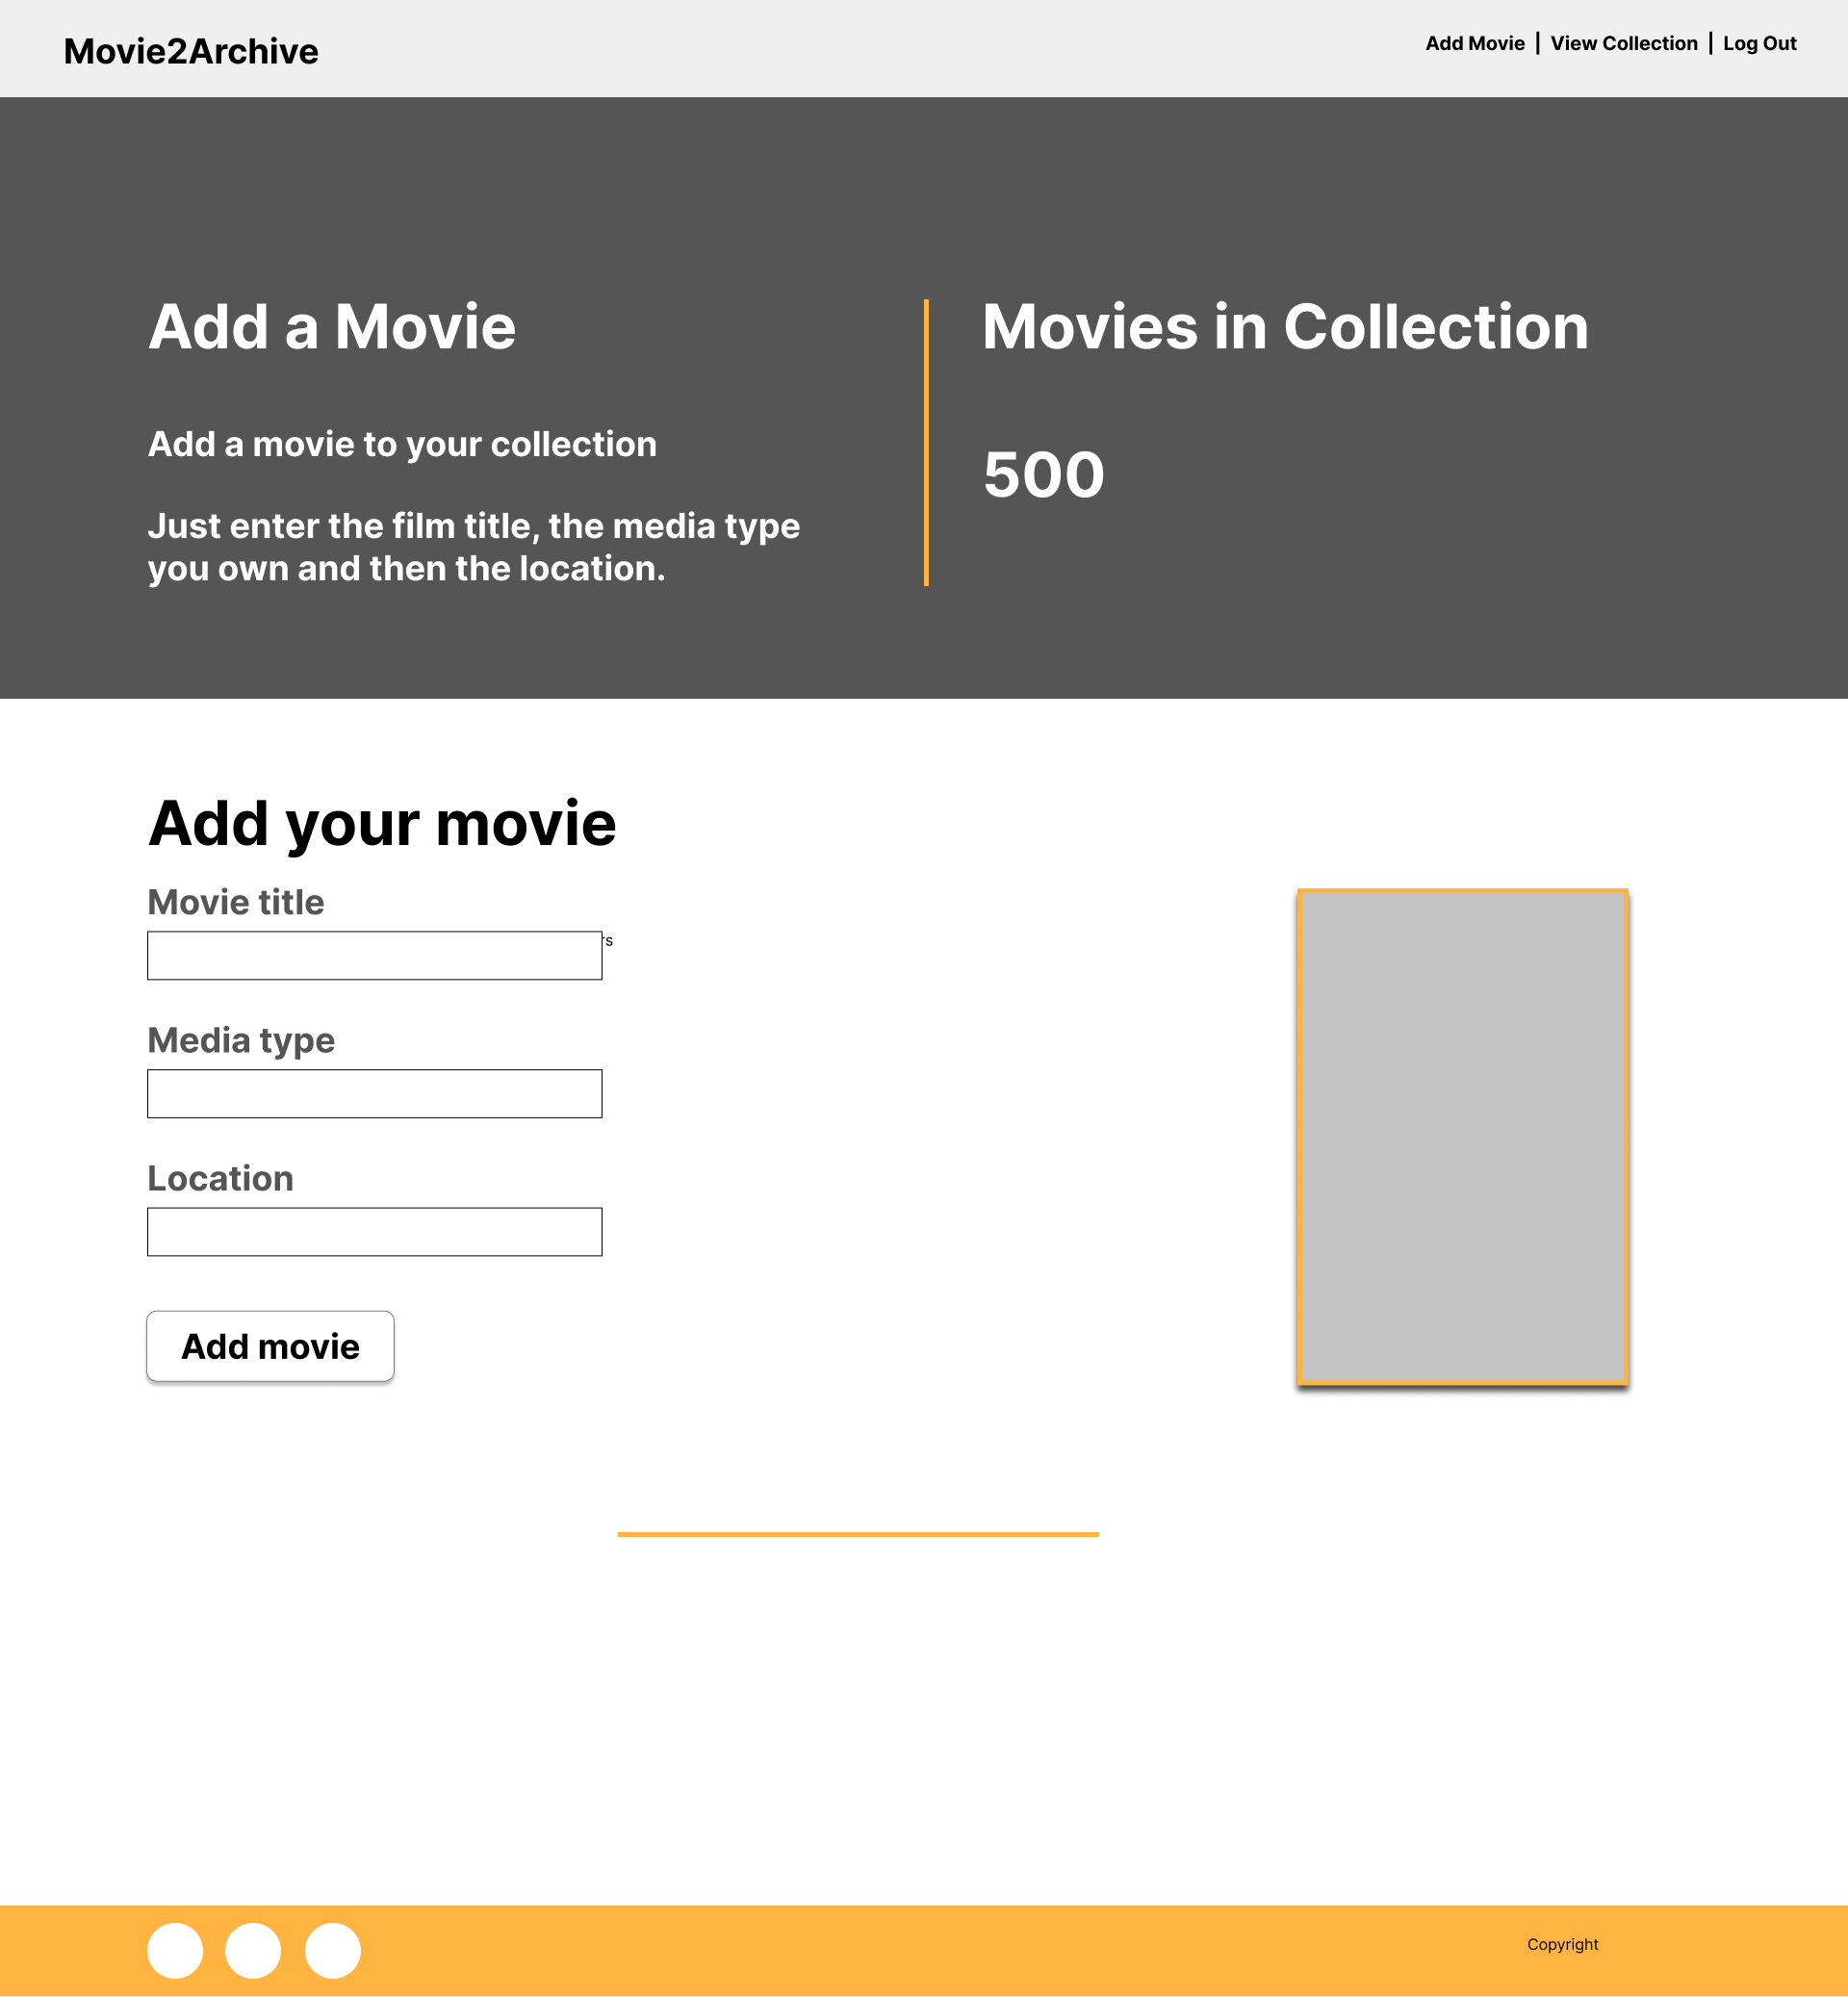 Movie2Archive
Add Movie | View Collection | Log Out
Add a Movie
Movies in Collection
Add a movie to your collection
500
Just enter the film title, the media type
you own and then the location.
Add your movie
Movie title
Media type
Location
Add movie
Copyright